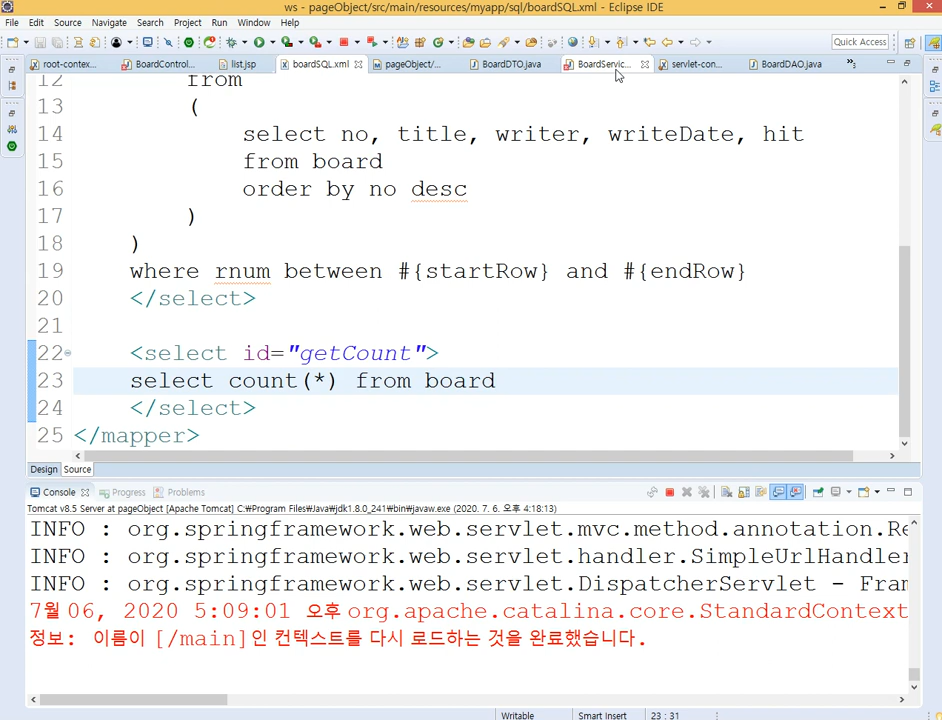 ws - pageObject/src/main/resources/myapp/sql/boardSQL.xml - Eclipse IDE
File Edit Source Navigate Search Project Run Window Help
Quick Access
root-contex... BoardControl... list.jsp boardSQL.xml pageObject/... BoardDTO.java BoardServic... servlet-con... BoardDAO.java
12 from
13 (
14 select no, title, writer, writeDate, hit
15 from board
16 order by no desc
17 )
18 )
19 where rnum between #{startRow} and #{endRow}
20 </select>
21
22 <select id="getCount">
23 select count(*) from board
24 </select>
25 </mapper>
Design Source
Console Progress Problems
Tomcat v8.5 Server at pageObject [Apache Tomcat] C:₩Program Files₩Java₩jdk1.8.0_241₩bin₩javaw.exe (2020. 7. 6. 오후 4:18:13)
INFO : org.springframework.web.servlet.mvc.method.annotation.Re
INFO : org.springframework.web.servlet.handler.SimpleUrlHandler
INFO : org.springframework.web.servlet.DispatcherServlet - Fram
7월 06, 2020 5:09:01 오후 org.apache.catalina.core.StandardContext
정보: 이름이 [/main]인 컨텍스트를 다시 로드하는 것을 완료했습니다.
Writable Smart Insert 23 : 31